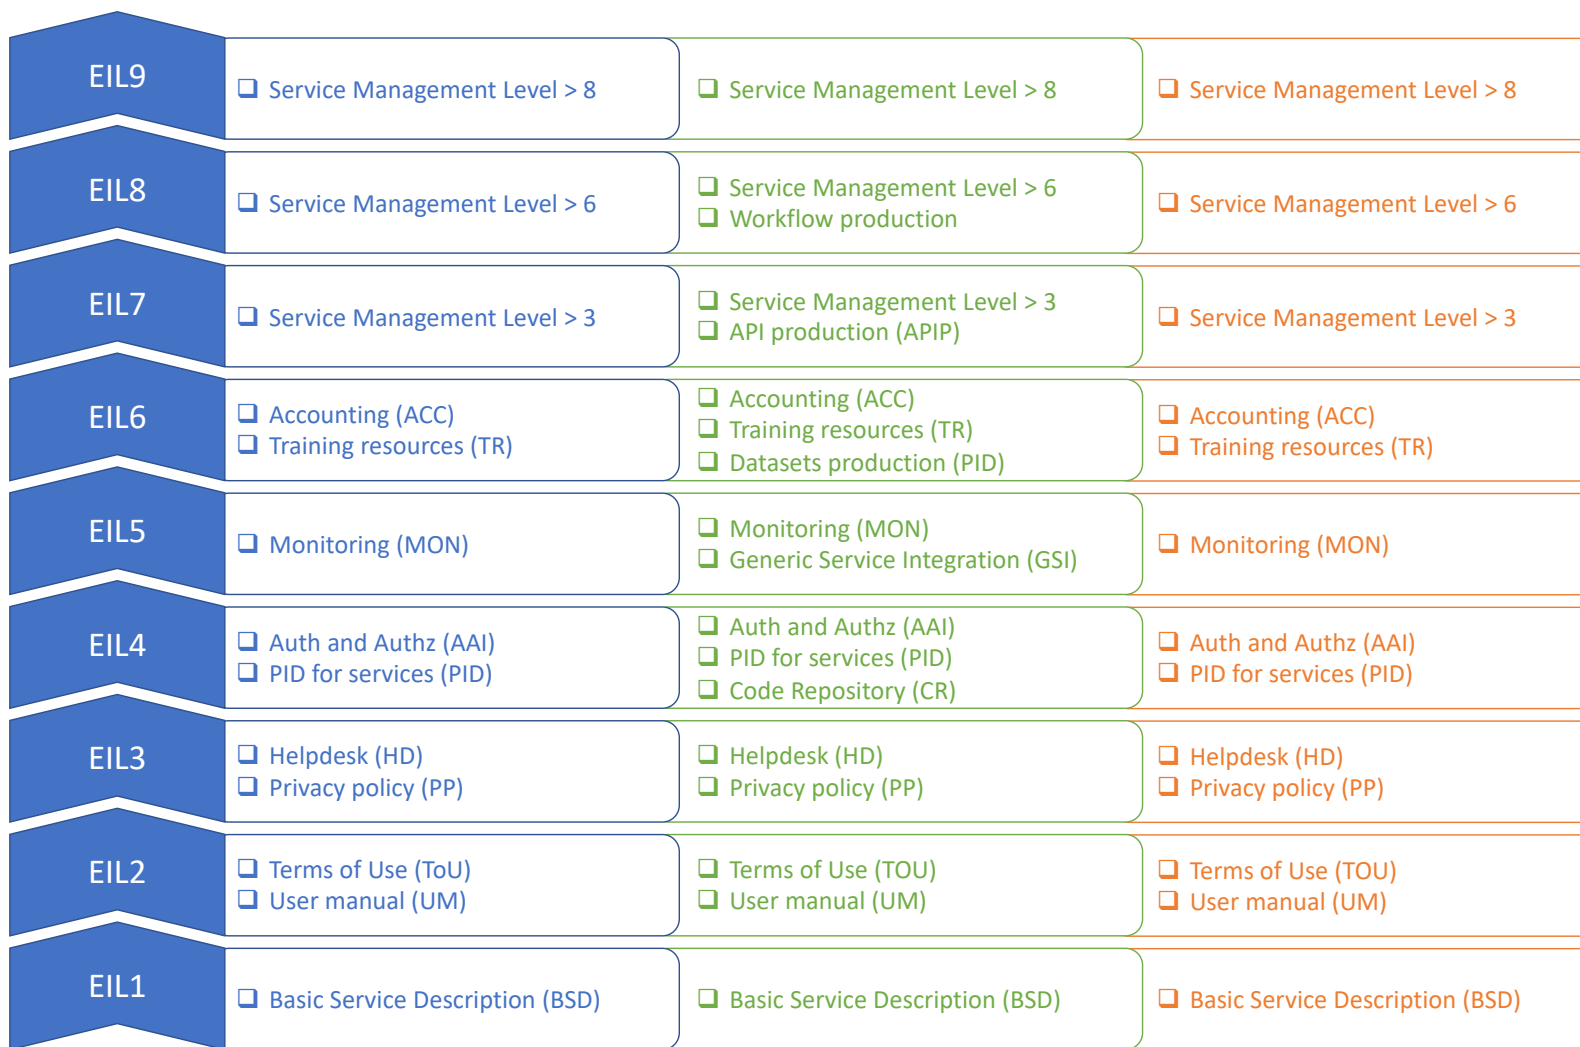 EIL9
Service Management Level > 8
Service Management Level > 8
Service Management Level > 8
EIL8
Service Management Level > 6
Service Management Level > 6
Workflow production
Service Management Level > 6
EIL7
Service Management Level > 3
Service Management Level > 3
API production (APIP)
Service Management Level > 3
EIL6
Accounting (ACC)
Training resources (TR)
Accounting (ACC)
Training resources (TR)
Datasets production (PID)
Accounting (ACC)
Training resources (TR)
EIL5
Monitoring (MON)
Monitoring (MON)
Generic Service Integration (GSI)
Monitoring (MON)
EIL4
Auth and Authz (AAI)
PID for services (PID)
Auth and Authz (AAI)
PID for services (PID)
Code Repository (CR)
Auth and Authz (AAI)
PID for services (PID)
EIL3
Helpdesk (HD)
Privacy policy (PP)
Helpdesk (HD)
Privacy policy (PP)
Helpdesk (HD)
Privacy policy (PP)
EIL2
Terms of Use (ToU)
User manual (UM)
Terms of Use (TOU)
User manual (UM)
Terms of Use (TOU)
User manual (UM)
EIL1
Basic Service Description (BSD)
Basic Service Description (BSD)
Basic Service Description (BSD)